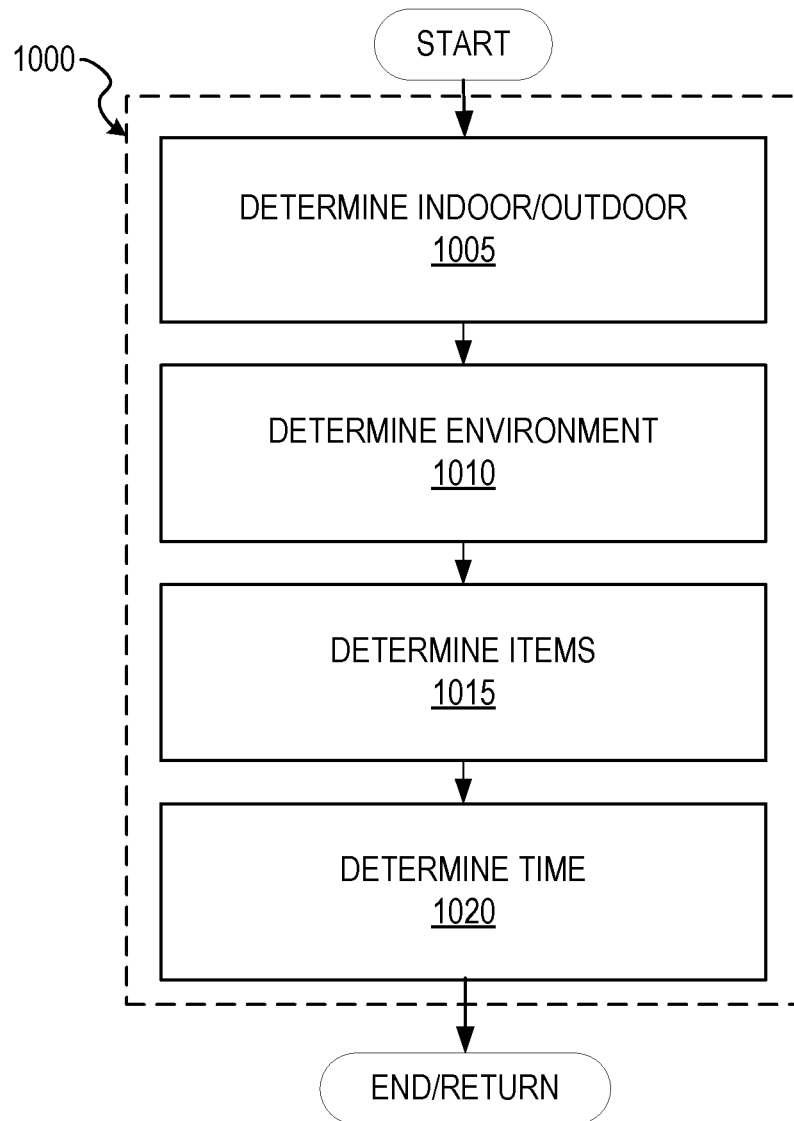 START
1000
DETERMINE INDOOR/OUTDOOR
1005
DETERMINE ENVIRONMENT
1010
DETERMINE ITEMS
1015
DETERMINE TIME
1020
END/RETURN